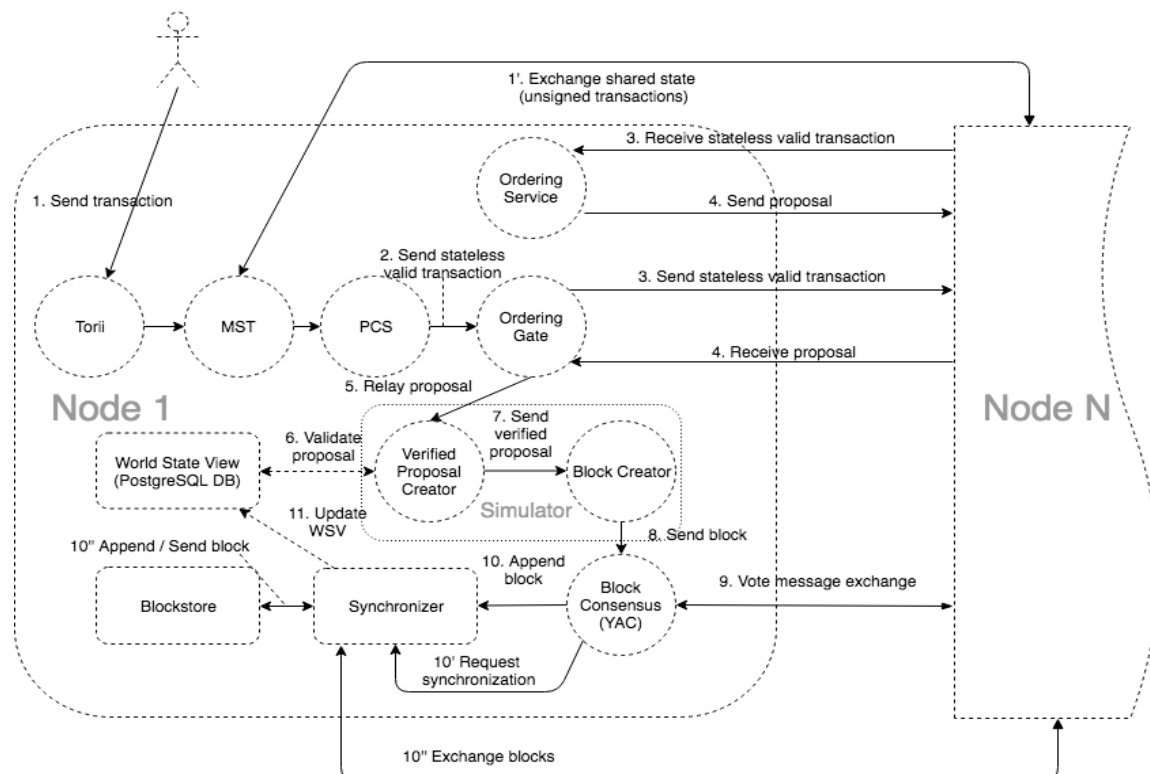 1'. Exchange shared state
(unsigned transactions)
3. Receive stateless valid transaction
Ordering
Service
1. Send transaction
4. Send proposal
2. Send stateless
valid transaction
3. Send stateless valid transaction
Torii
MST
PCS
Ordering
Gate
4. Receive proposal
5. Relay proposal
Node 1
Node N
7. Send
verified
proposal
6. Validate
proposal
World State View
(PostgreSQL DB)
Verified
Proposal
Creator
Block Creator
Simulator
11. Update
WSV
8. Send block
10" Append / Send block
10. Append
block
Blockstore
Synchronizer
Block
Consensus
(YAC)
9. Vote message exchange
10' Request
synchronization
10" Exchange blocks